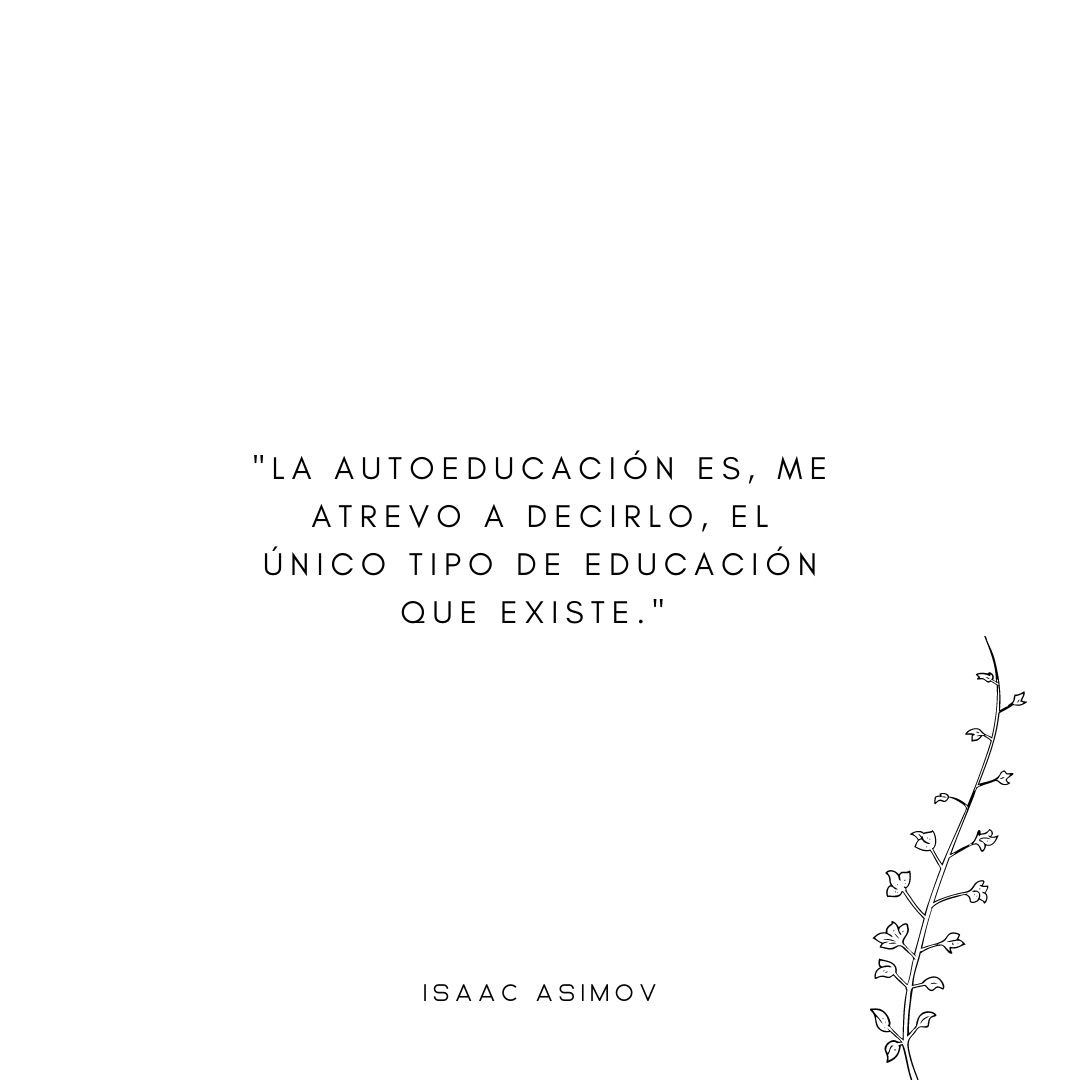 "LA AUTOEDUCACIÓN ES, ME
ATREVO A DECIRLO, EL
ÚNICO TIPO DE EDUCACIÓN
QUE EXISTE."
ISAAC ASIMOV